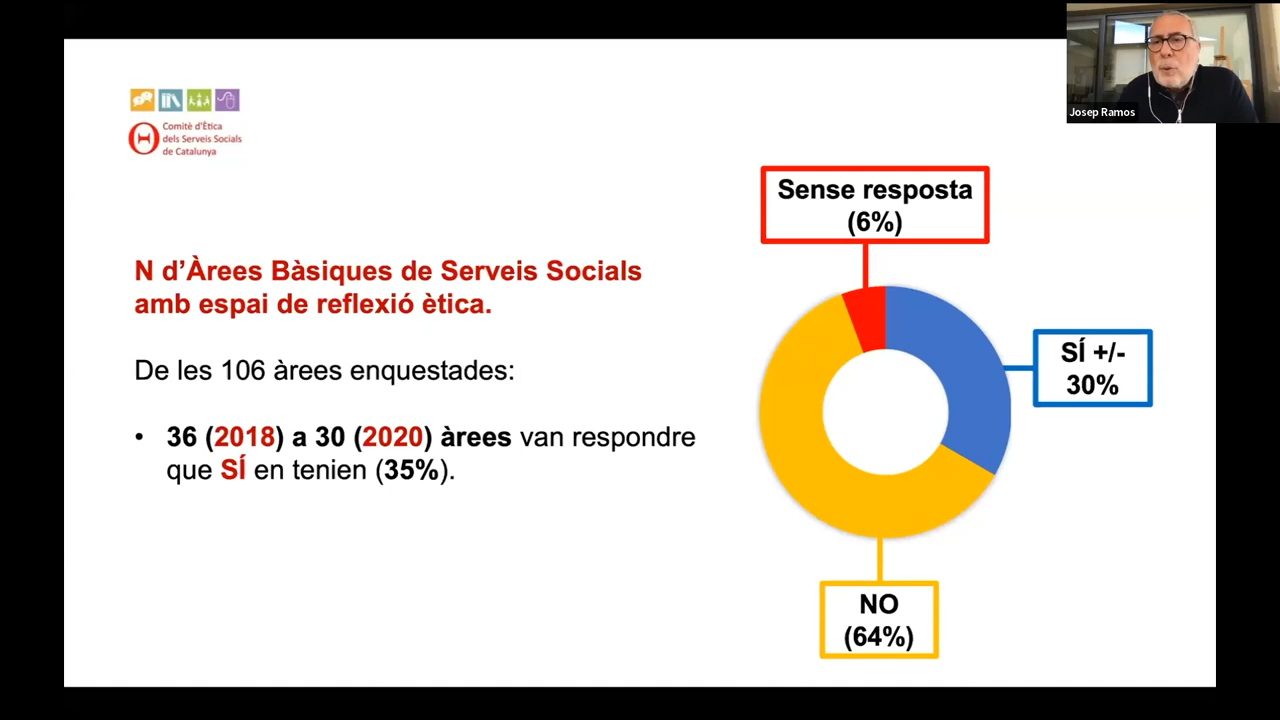 Josep Ramos
Comitè d'Ètica
dels Serveis Socials
de Catalunya
N d'Àrees Bàsiques de Serveis Socials
amb espai de reflexió ètica.
De les 106 àrees enquestades:
• 36 (2018) a 30 (2020) àrees van respondre
que SÍ en tenien (35%).
Sense resposta
(6%)
SÍ +/-
30%
NO
(64%)